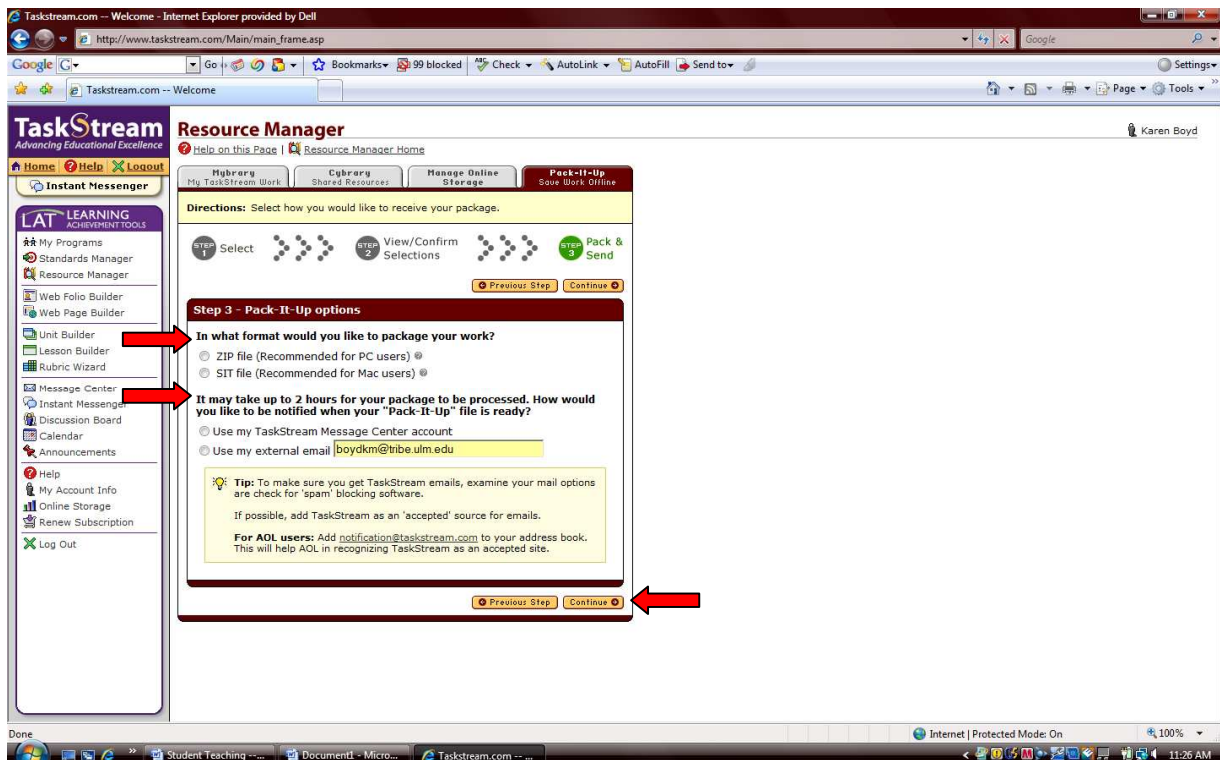 Taskstream.com -- Welcome - Internet Explorer provided by Dell
http://www.taskstream.com/Main/main_frame.asp
Google
Google G
Go
Bookmarks
99 blocked
Check
AutoLink
AutoFill
Send to
Settings
Taskstream.com -- Welcome
Page
Tools
TaskStream
Advancing Educational Excellence
Home Help Logout
Instant Messenger
LAT LEARNING
ACHIEVEMENT TOOLS
My Programs
Standards Manager
Resource Manager
Web Folio Builder
Web Page Builder
Unit Builder
Lesson Builder
Rubric Wizard
Message Center
Instant Messenger
Discussion Board
Calendar
Announcements
Help
My Account Info
Online Storage
Renew Subscription
Log Out
Resource Manager
Karen Boyd
Help on this Page | Resource Manager Home
Mybrary
My TaskStream Work
Cybrary
Shared Resources
Manage Online
Storage
Pack-It-Up
Save Work Offline
Directions: Select how you would like to receive your package.
STEP 1 Select
STEP 2 View/Confirm
Selections
STEP 3 Pack &
Send
Previous Step Continue
Step 3 - Pack-It-Up options
In what format would you like to package your work?
ZIP file (Recommended for PC users)
SIT file (Recommended for Mac users)
It may take up to 2 hours for your package to be processed. How would
you like to be notified when your "Pack-It-Up" file is ready?
Use my TaskStream Message Center account
Use my external email boydkm@tribe.ulm.edu
Tip: To make sure you get TaskStream emails, examine your mail options
are check for 'spam' blocking software.
If possible, add TaskStream as an 'accepted' source for emails.
For AOL users: Add notification@taskstream.com to your address book.
This will help AOL in recognizing TaskStream as an accepted site.
Previous Step Continue
Done
Internet | Protected Mode: On
100%
Student Teaching --...
Document1 - Micro...
Taskstream.com -- ...
11:26 AM